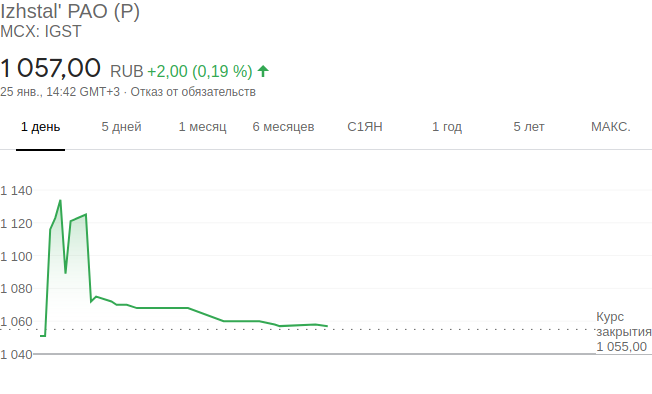 Izhstal' PAO (P)
MCX: IGST
1 057,00 RUB +2,00 (0,19 %)
25 янв., 14:42 GMT+3 · Отказ от обязательств
1 день 5 дней 1 месяц 6 месяцев С1ЯН 1 год 5 лет МАКС.
1 140
1 120
1 100
1 080
1 060
1 040
Курс
закрытия
1 055,00